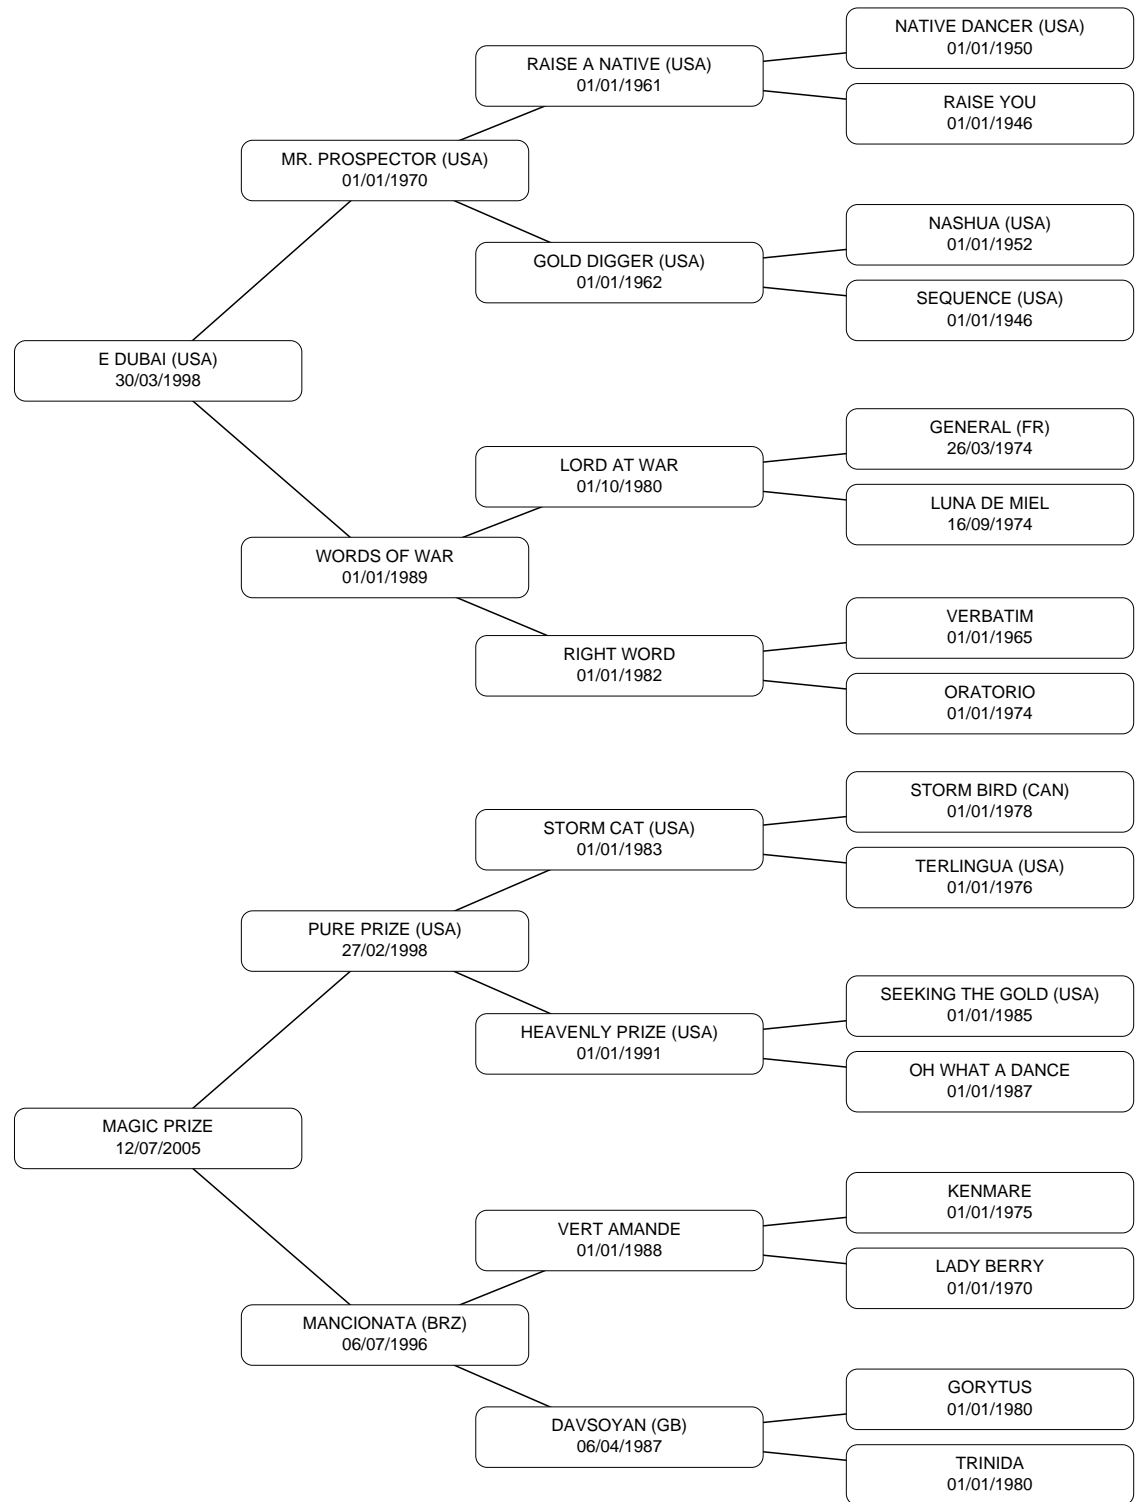 NATIVE DANCER (USA)
01/01/1950
RAISE A NATIVE (USA)
01/01/1961
RAISE YOU
01/01/1946
MR. PROSPECTOR (USA)
01/01/1970
NASHUA (USA)
01/01/1952
GOLD DIGGER (USA)
01/01/1962
SEQUENCE (USA)
01/01/1946
E DUBAI (USA)
30/03/1998
GENERAL (FR)
26/03/1974
LORD AT WAR
01/10/1980
LUNA DE MIEL
16/09/1974
WORDS OF WAR
01/01/1989
VERBATIM
01/01/1965
RIGHT WORD
01/01/1982
ORATORIO
01/01/1974
STORM BIRD (CAN)
01/01/1978
STORM CAT (USA)
01/01/1983
TERLINGUA (USA)
01/01/1976
PURE PRIZE (USA)
27/02/1998
SEEKING THE GOLD (USA)
01/01/1985
HEAVENLY PRIZE (USA)
01/01/1991
OH WHAT A DANCE
01/01/1987
MAGIC PRIZE
12/07/2005
KENMARE
01/01/1975
VERT AMANDE
01/01/1988
LADY BERRY
01/01/1970
MANCIONATA (BRZ)
06/07/1996
GORYTUS
01/01/1980
DAVSOYAN (GB)
06/04/1987
TRINIDA
01/01/1980